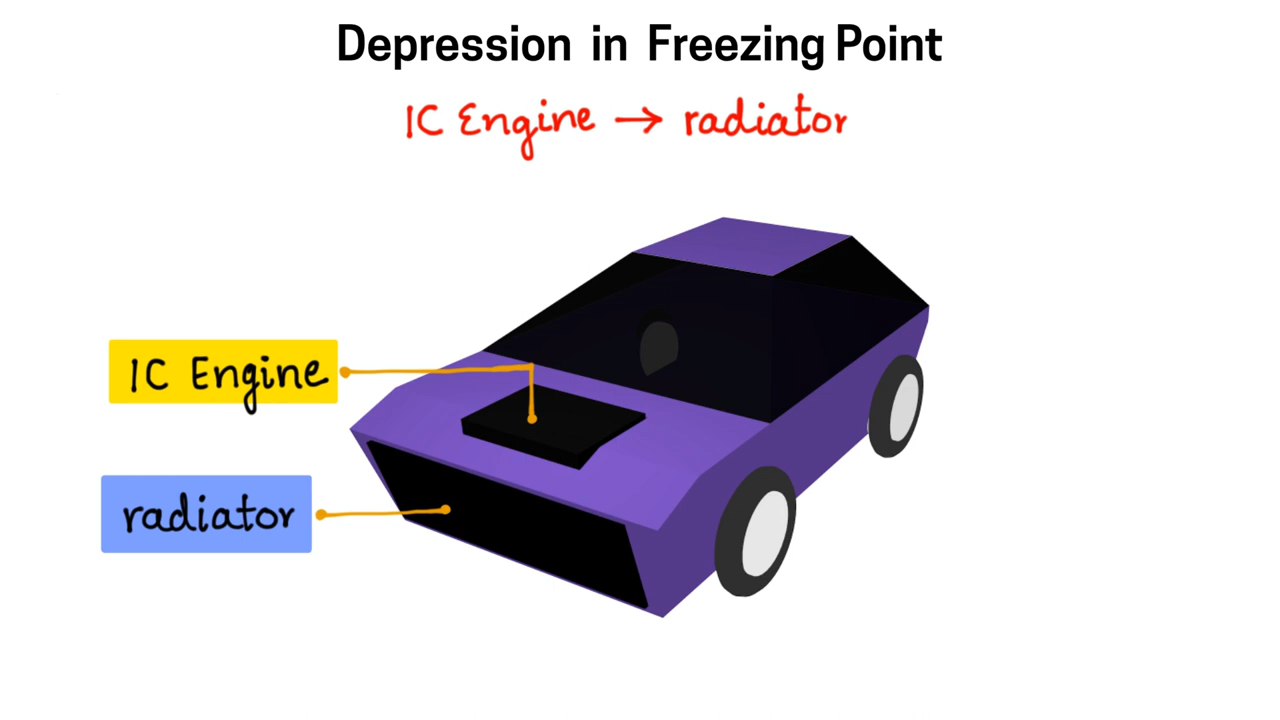 Depression in Freezing Point
IC Engine → radiator
IC Engine
radiator